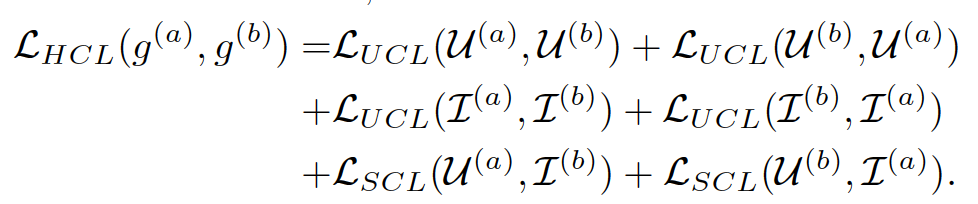 𝓛_{HCL}(g^{(a)}, g^{(b)}) =𝓛_{UCL}(𝓤^{(a)}, 𝓤^{(b)}) + 𝓛_{UCL}(𝓤^{(b)}, 𝓤^{(a)})
+𝓛_{UCL}(𝓘^{(a)}, 𝓘^{(b)}) + 𝓛_{UCL}(𝓘^{(b)}, 𝓘^{(a)})
+𝓛_{SCL}(𝓤^{(a)}, 𝓘^{(b)}) + 𝓛_{SCL}(𝓤^{(b)}, 𝓘^{(a)}).